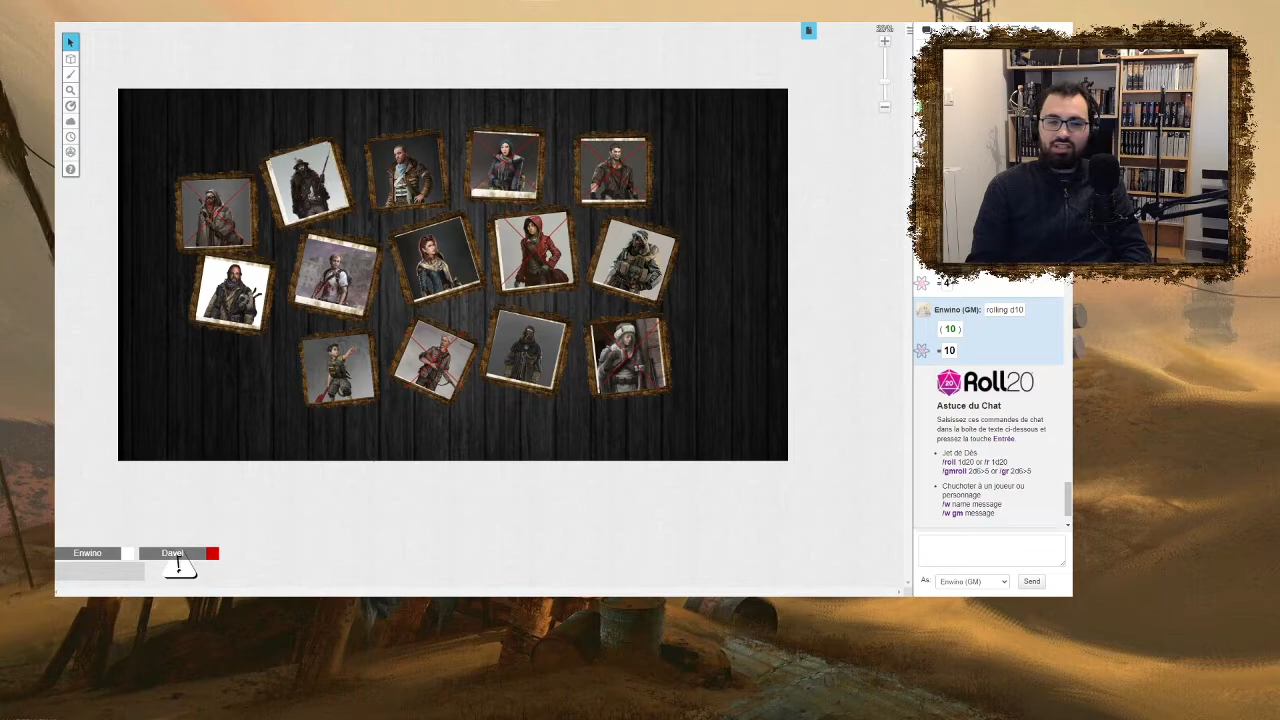 Enwino (GM): rolling d10
( 10 )
= 10
Roll20
Astuce du Chat
Saisissez ces commandes de chat
dans la boîte de texte ci-dessous et
pressez la touche Entrée.
• Jet de Dés
/roll 1d20 or /r 1d20
/gmroll 2d6>5 or /gr 2d6>5
• Chuchoter à un joueur ou
personnage
/w name message
/w gm message
As: Enwino (GM) Send
Enwino Davel